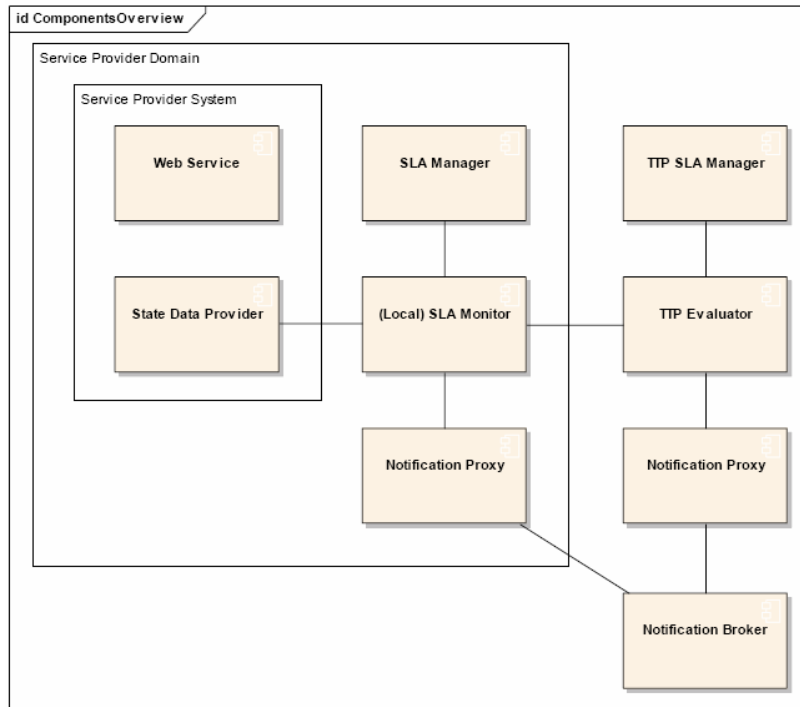 id ComponentsOverview
Service Provider Domain
Service Provider System
Web Service
SLA Manager
TTP SLA Manager
State Data Provider
(Local) SLA Monitor
TTP Evaluator
Notification Proxy
Notification Proxy
Notification Broker